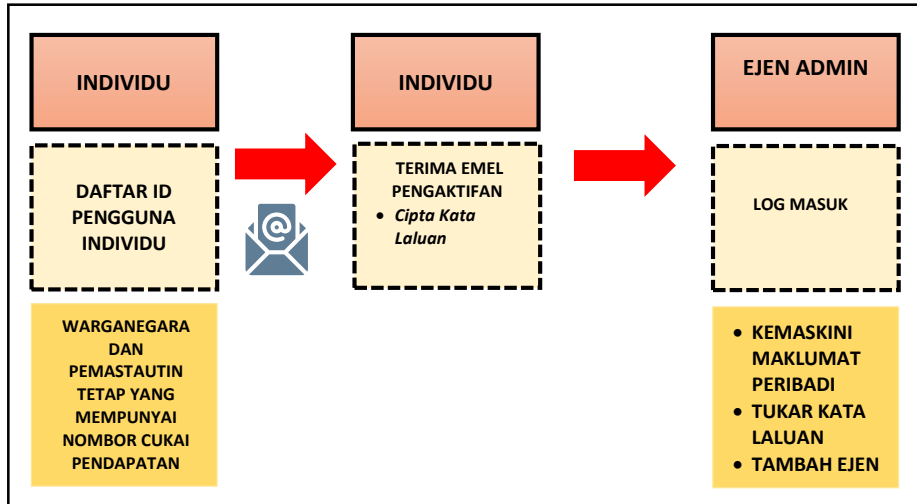 INDIVIDU
DAFTAR ID
PENGGUNA
INDIVIDU
WARGANEGARA
DAN
PEMASTAUTIN
TETAP YANG
MEMPUNYAI
NOMBOR CUKAI
PENDAPATAN
@
INDIVIDU
TERIMA EMEL
PENGAKTIFAN
• Cipta Kata
Laluan
EJEN ADMIN
LOG MASUK
• KEMASKINI
MAKLUMAT
PERIBADI
• TUKAR KATA
LALUAN
• TAMBAH EJEN